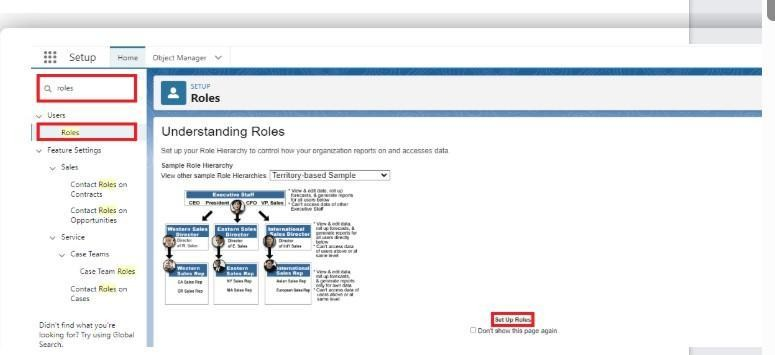 Setup
Home
Object Manager
roles
Users
Roles
Feature Settings
Sales
Contact Roles on
Contracts
Contact Roles on
Opportunities
Service
Case Teams
Case Team Roles
Contact Roles on
Cases
Didn't find what you're
looking for? Try using Global
Search.
SETUP
Roles
Understanding Roles
Set up your Role Hierarchy to control how your organization reports on and accesses data.
Sample Role Hierarchy
View other sample Role Hierarchies: Territory-based Sample
Executive Staff
CEO President CFO VP, Sales
* View & edit data, roll up
forecasts, & generate reports
for all users below
* Can't access data of other
Executive Staff
Western Sales
Director
Director
of W. Sales
Eastern Sales
Director
Director
of E. Sales
International
Sales Director
Director
of Int'l Sales
* View & edit data,
roll up forecasts, &
generate reports for
all users directly
below
* Can't access data
of users above or at
same level
Western
Sales Rep
CA Sales Rep
OR Sales Rep
Eastern
Sales Rep
NY Sales Rep
MA Sales Rep
International
Sales Rep
Asian Sales Rep
European Sales Rep
* View & edit data,
roll up forecasts,
& generate reports
only for own data
* Can't access data of
users above or at
same level
Set Up Roles
Don't show this page again